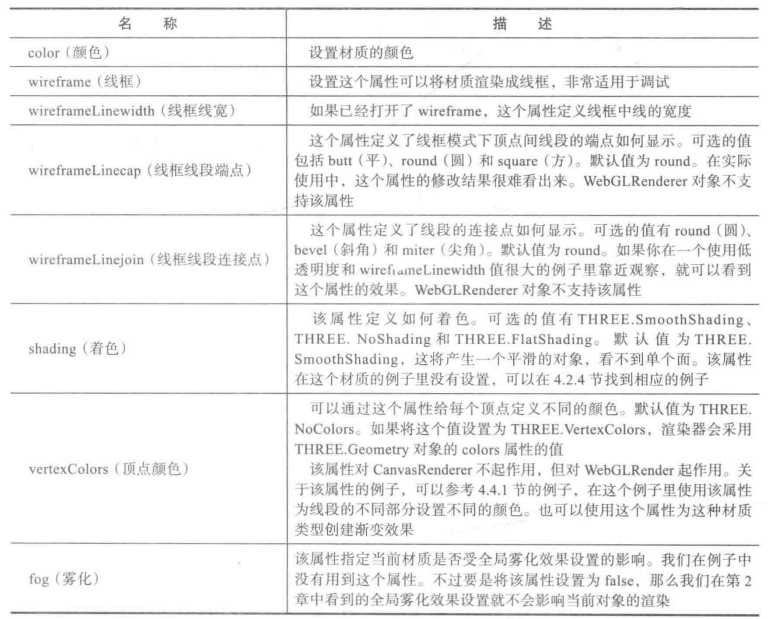 名 称 描 述
color（颜色） 设置材质的颜色
wireframe（线框） 设置这个属性可以将材质渲染成线框，非常适用于调试
wireframeLinewidth（线框线宽） 如果已经打开了 wireframe，这个属性定义线框中线的宽度
wireframeLinecap（线框线段端点）
这个属性定义了线框模式下顶点间线段的端点如何显示。可选的值
包括 butt（平）、round（圆）和 square（方）。默认值为 round。在实际
使用中，这个属性的修改结果很难看出来。WebGLRenderer 对象不支
持该属性
wireframeLinejoin（线框线段连接点）
这个属性定义了线段的连接点如何显示。可选的值有 round（圆）、
bevel（斜角）和 miter（尖角）。默认值为 round。如果你在一个使用低
透明度和 wireframeLinewidth 值很大的例子里靠近观察，就可以看到
这个属性的效果。WebGLRenderer 对象不支持该属性
shading（着色）
该属性定义如何着色。可选的值有 THREE.SmoothShading、
THREE. NoShading 和 THREE.FlatShading。默认值为 THREE.
SmoothShading，这将产生一个平滑的对象，看不到单个面。该属性
在这个材质的例子里没有设置，可以在 4.2.4 节找到相应的例子
vertexColors（顶点颜色）
可以通过这个属性给每个顶点定义不同的颜色。默认值为 THREE.
NoColors。如果将这个值设置为 THREE.VertexColors，渲染器会采用
THREE.Geometry 对象的 colors 属性的值
该属性对 CanvasRenderer 不起作用，但对 WebGLRender 起作用。关
于该属性的例子，可以参考 4.4.1 节的例子，在这个例子里使用该属性
为线段的不同部分设置不同的颜色。也可以使用这个属性为这种材质
类型创建渐变效果
fog（雾化）
该属性指定当前材质是否受全局雾化效果设置的影响。我们在例子中
没有用到这个属性。不过要是将该属性设置为 false，那么我们在第 2
章中看到的全局雾化效果设置就不会影响当前对象的渲染